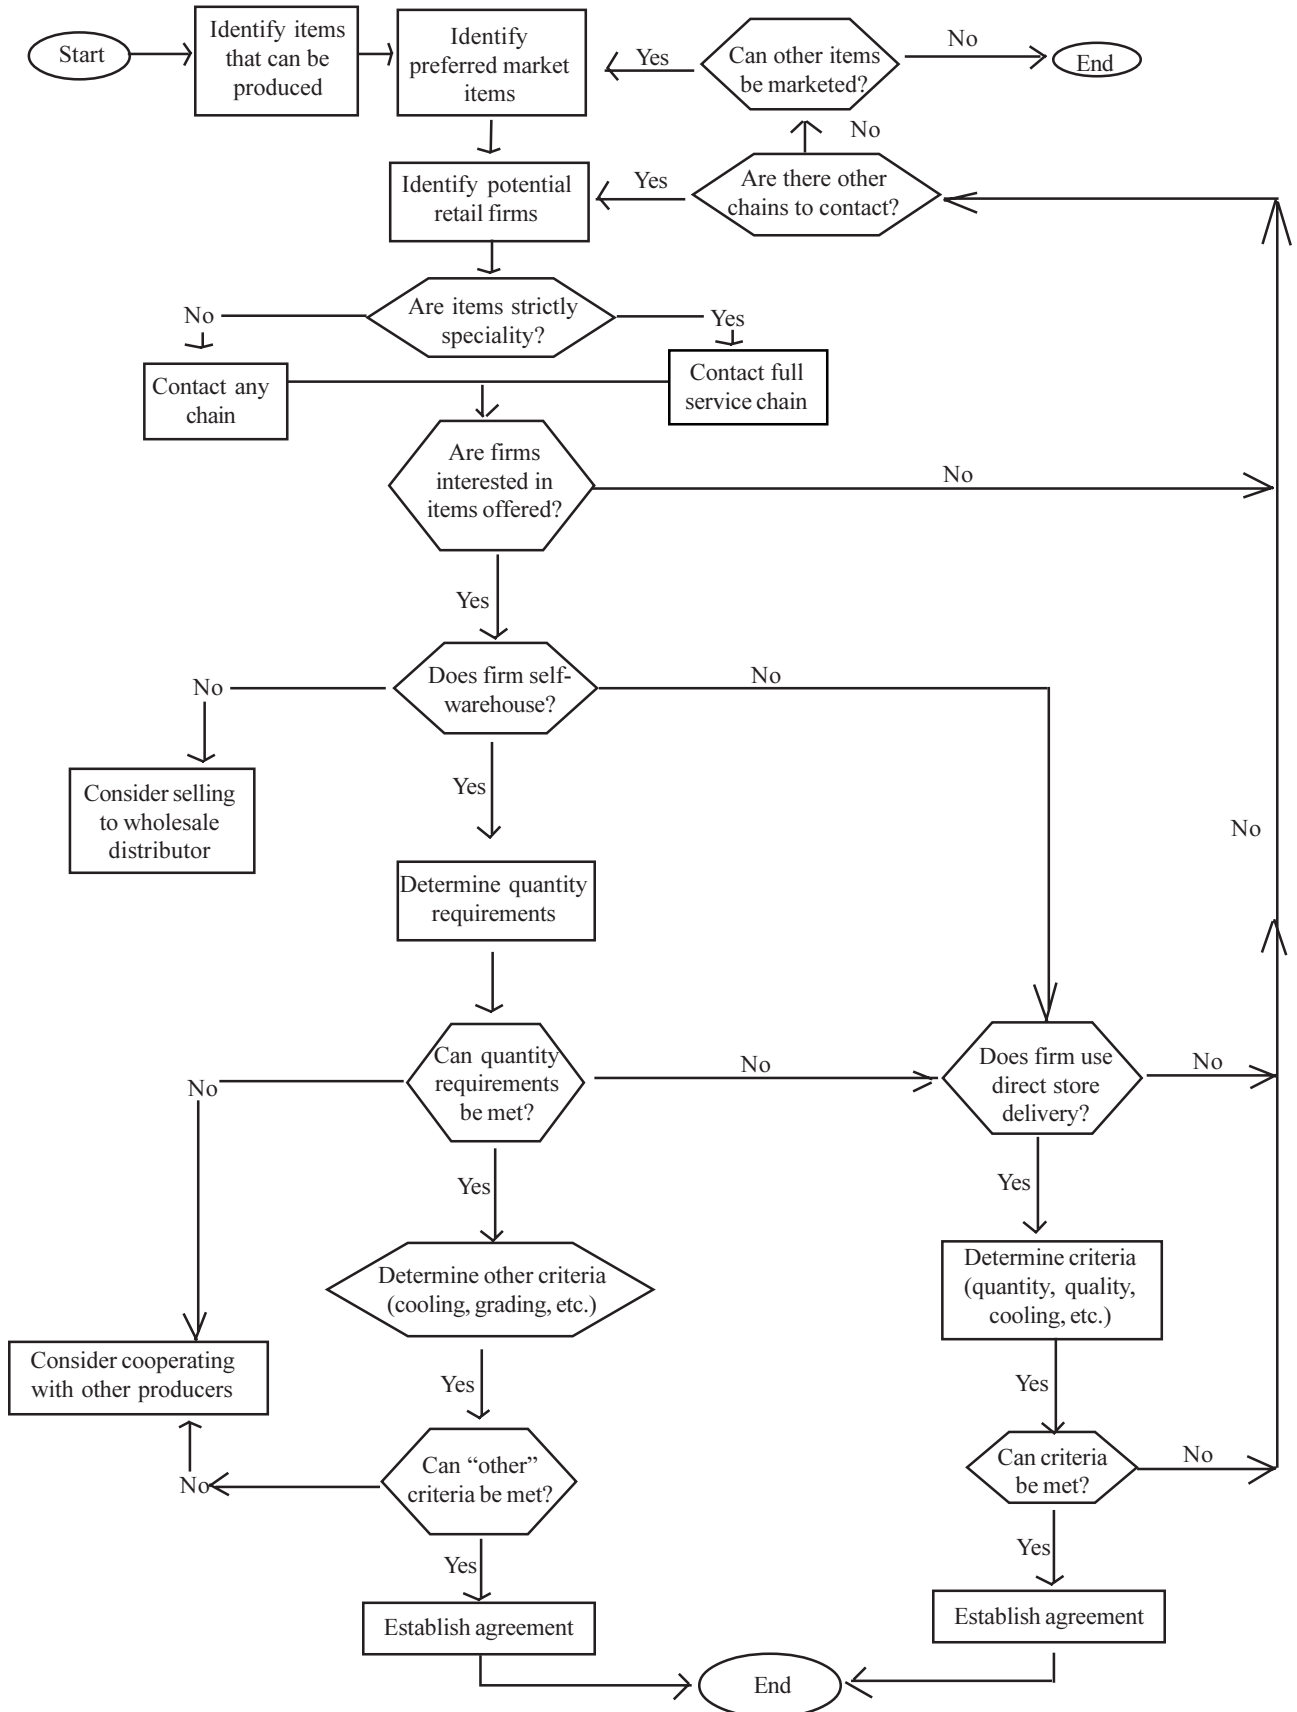 Start
Identify items
that can be
produced
Identify
preferred market
items
Yes
Can other items
be marketed?
No
End
No
Identify potential
retail firms
Yes
Are there other
chains to contact?
No
Are items strictly
speciality?
Yes
Contact any
chain
Contact full
service chain
Are firms
interested in
items offered?
No
Yes
No
Does firm self-
warehouse?
No
Yes
Consider selling
to wholesale
distributor
No
Determine quantity
requirements
No
Can quantity
requirements
be met?
No
Does firm use
direct store
delivery?
No
Yes
Yes
Determine other criteria
(cooling, grading, etc.)
Determine criteria
(quantity, quality,
cooling, etc.)
Consider cooperating
with other producers
Yes
Yes
No
Can “other”
criteria be met?
Can criteria
be met?
No
Yes
Yes
Establish agreement
Establish agreement
End